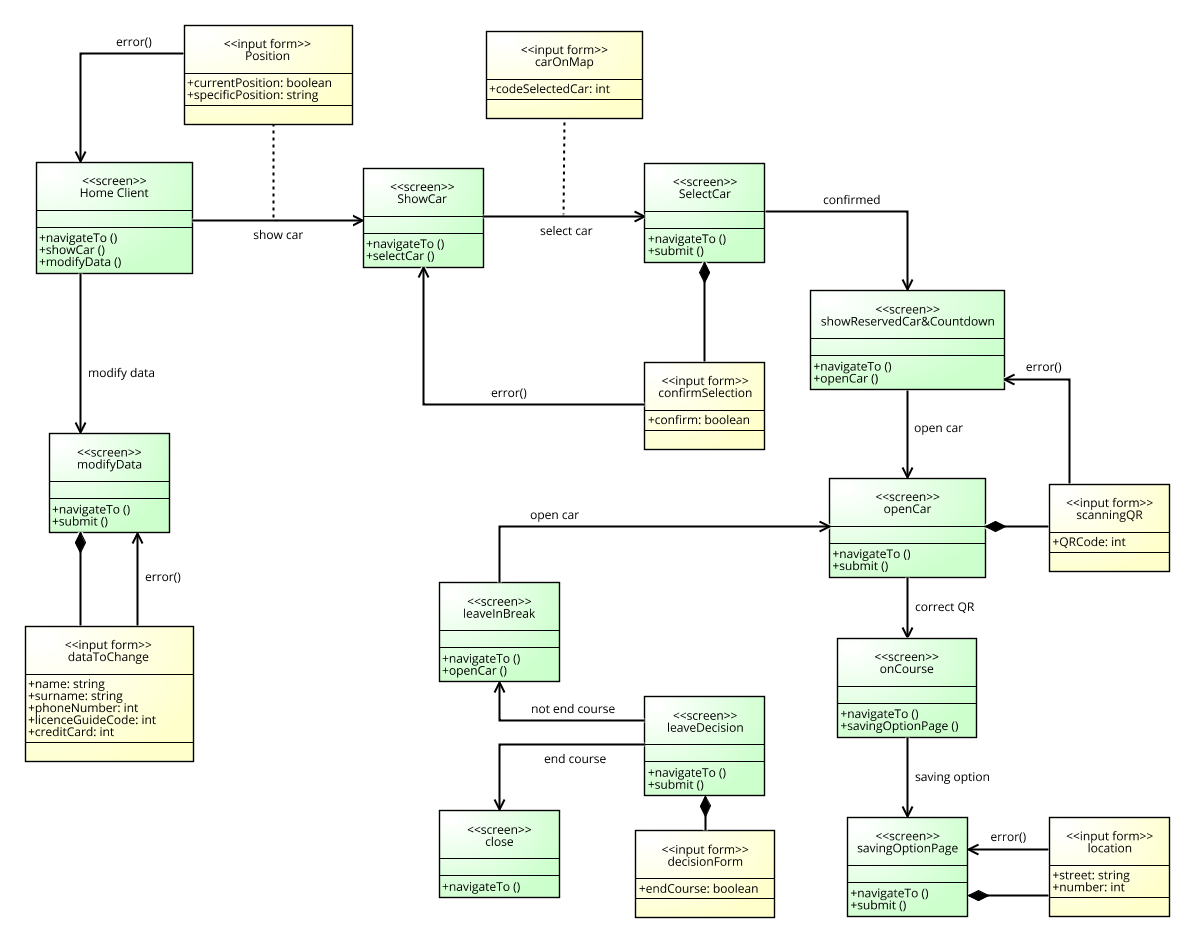 error()
<<input form>>
Position
+currentPosition: boolean
+specificPosition: string
<<input form>>
carOnMap
+codeSelectedCar: int
<<screen>>
Home Client
+navigateTo ()
+showCar ()
+modifyData ()
show car
<<screen>>
ShowCar
+navigateTo ()
+selectCar ()
select car
<<screen>>
SelectCar
+navigateTo ()
+submit ()
confirmed
<<screen>>
showReservedCar&Countdown
+navigateTo ()
+openCar ()
error()
modify data
error()
<<input form>>
confirmSelection
+confirm: boolean
open car
<<screen>>
modifyData
+navigateTo ()
+submit ()
error()
<<input form>>
dataToChange
+name: string
+surname: string
+phoneNumber: int
+licenceGuideCode: int
+creditCard: int
open car
<<screen>>
openCar
+navigateTo ()
+submit ()
<<input form>>
scanningQR
+QRCode: int
correct QR
<<screen>>
leaveInBreak
+navigateTo ()
+openCar ()
not end course
end course
<<screen>>
leaveDecision
+navigateTo ()
+submit ()
<<screen>>
onCourse
+navigateTo ()
+savingOptionPage ()
saving option
<<screen>>
close
+navigateTo ()
<<input form>>
decisionForm
+endCourse: boolean
<<screen>>
savingOptionPage
+navigateTo ()
+submit ()
error()
<<input form>>
location
+street: string
+number: int